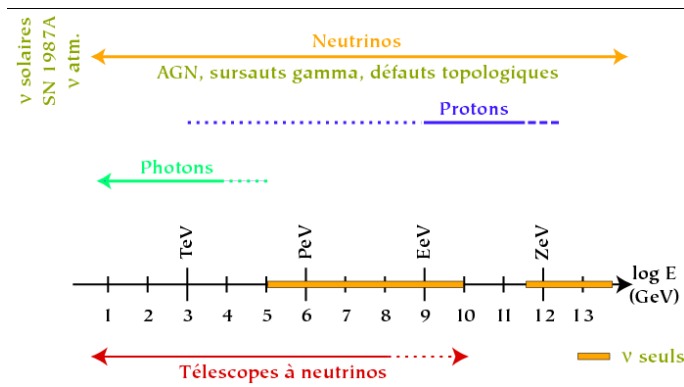 ν solaires
SN 1987A
ν atm.
Neutrinos
AGN, sursauts gamma, défauts topologiques
Protons
Photons
TeV
PeV
EeV
ZeV
log E
(GeV)
1 2 3 4 5 6 7 8 9 10 11 12 13
Télescopes à neutrinos
ν seuls